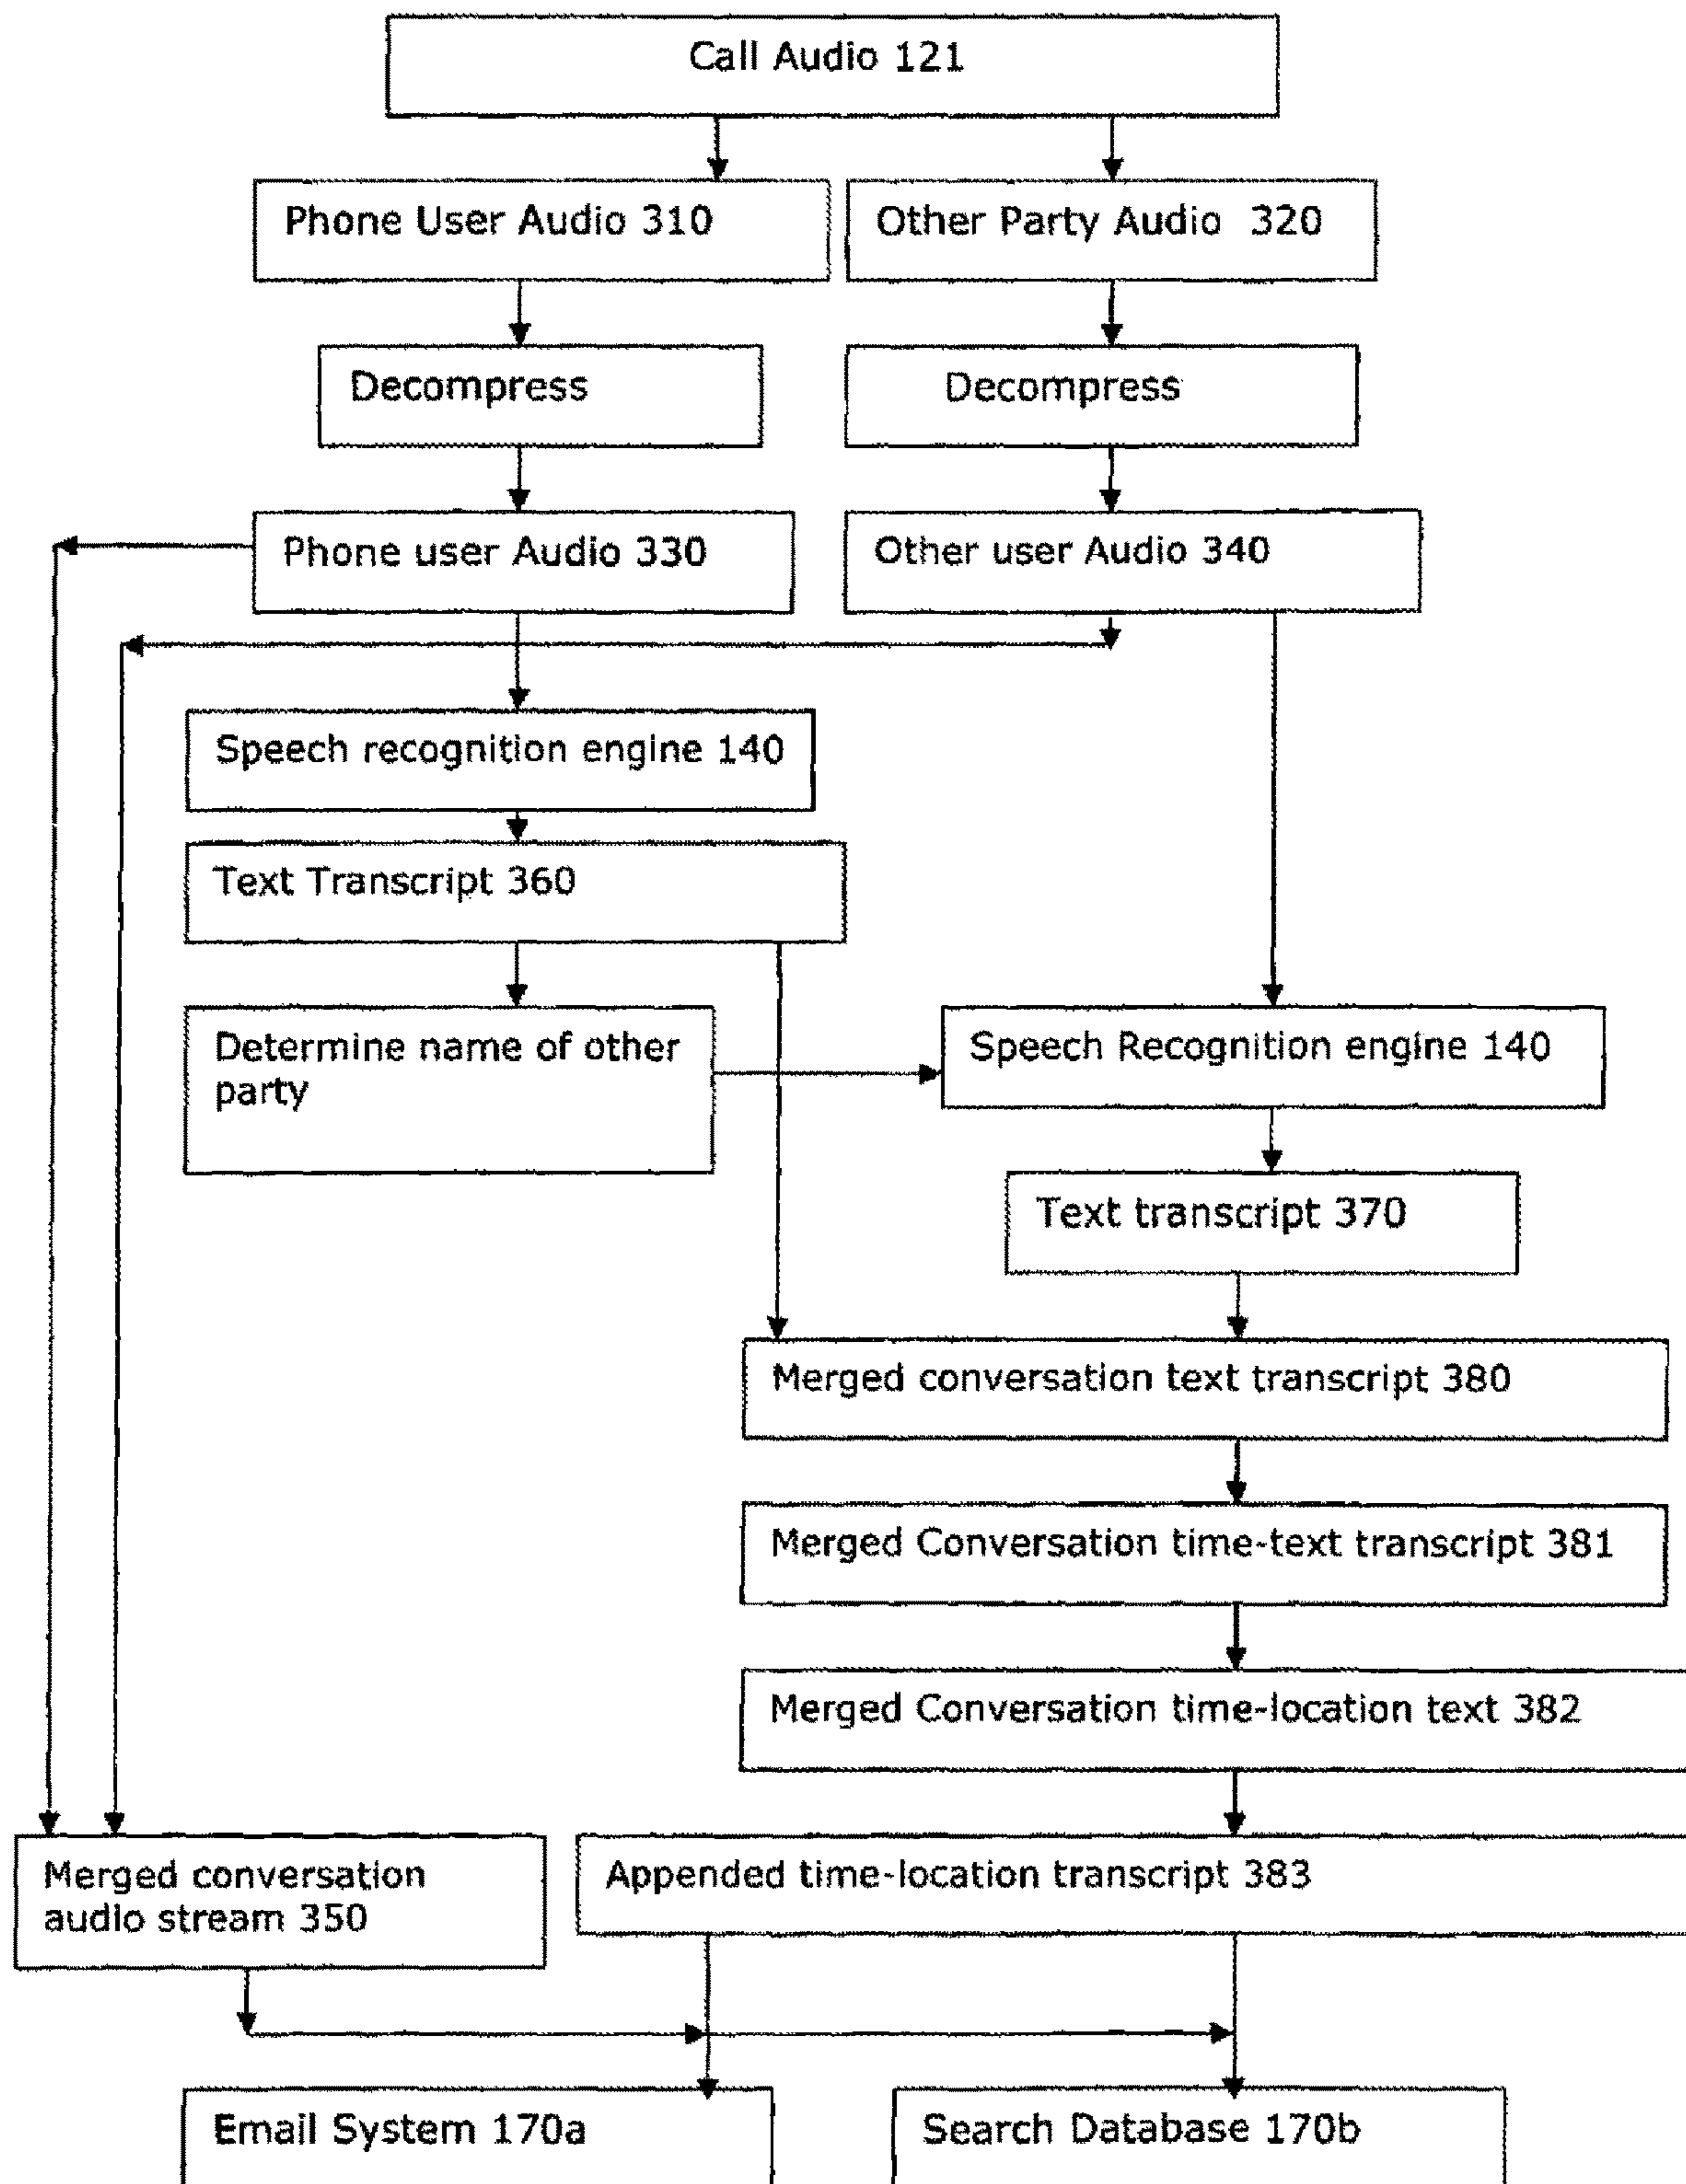 Call Audio 121
Phone User Audio 310
Other Party Audio 320
Decompress
Decompress
Phone user Audio 330
Other user Audio 340
Speech recognition engine 140
Text Transcript 360
Determine name of other
party
Speech Recognition engine 140
Text transcript 370
Merged conversation text transcript 380
Merged Conversation time-text transcript 381
Merged Conversation time-location text 382
Merged conversation
audio stream 350
Appended time-location transcript 383
Email System 170a
Search Database 170b